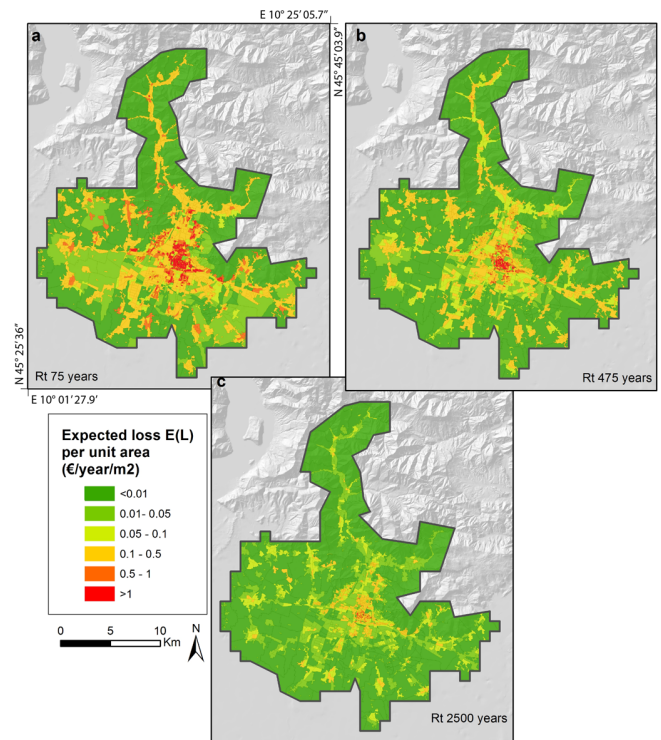 E 10° 25' 05.7"
a
b
N 45° 45' 03.9"
Rt 75 years
Rt 475 years
N 45° 25' 36"
E 10° 01' 27.9'
c
Expected loss E(L)
per unit area
(€/year/m2)
<0.01
0.01- 0.05
0.05 - 0.1
0.1 - 0.5
0.5 - 1
>1
0 5 10
Km
N
Rt 2500 years